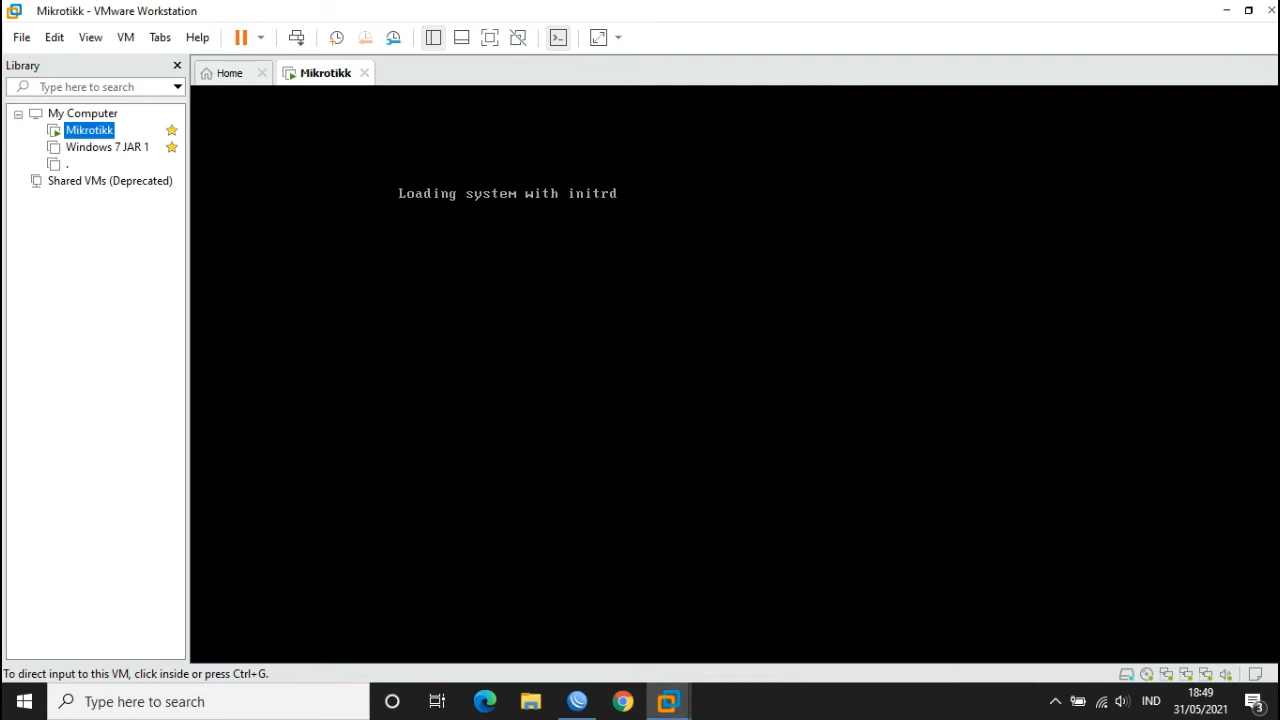 Mikrotikk - VMware Workstation
File Edit View VM Tabs Help
Library
Type here to search
Home
Mikrotikk
My Computer
Mikrotikk
Windows 7 JAR 1
.
Shared VMs (Deprecated)
Loading system with initrd
To direct input to this VM, click inside or press Ctrl+G.
Type here to search
IND
18:49
31/05/2021
3